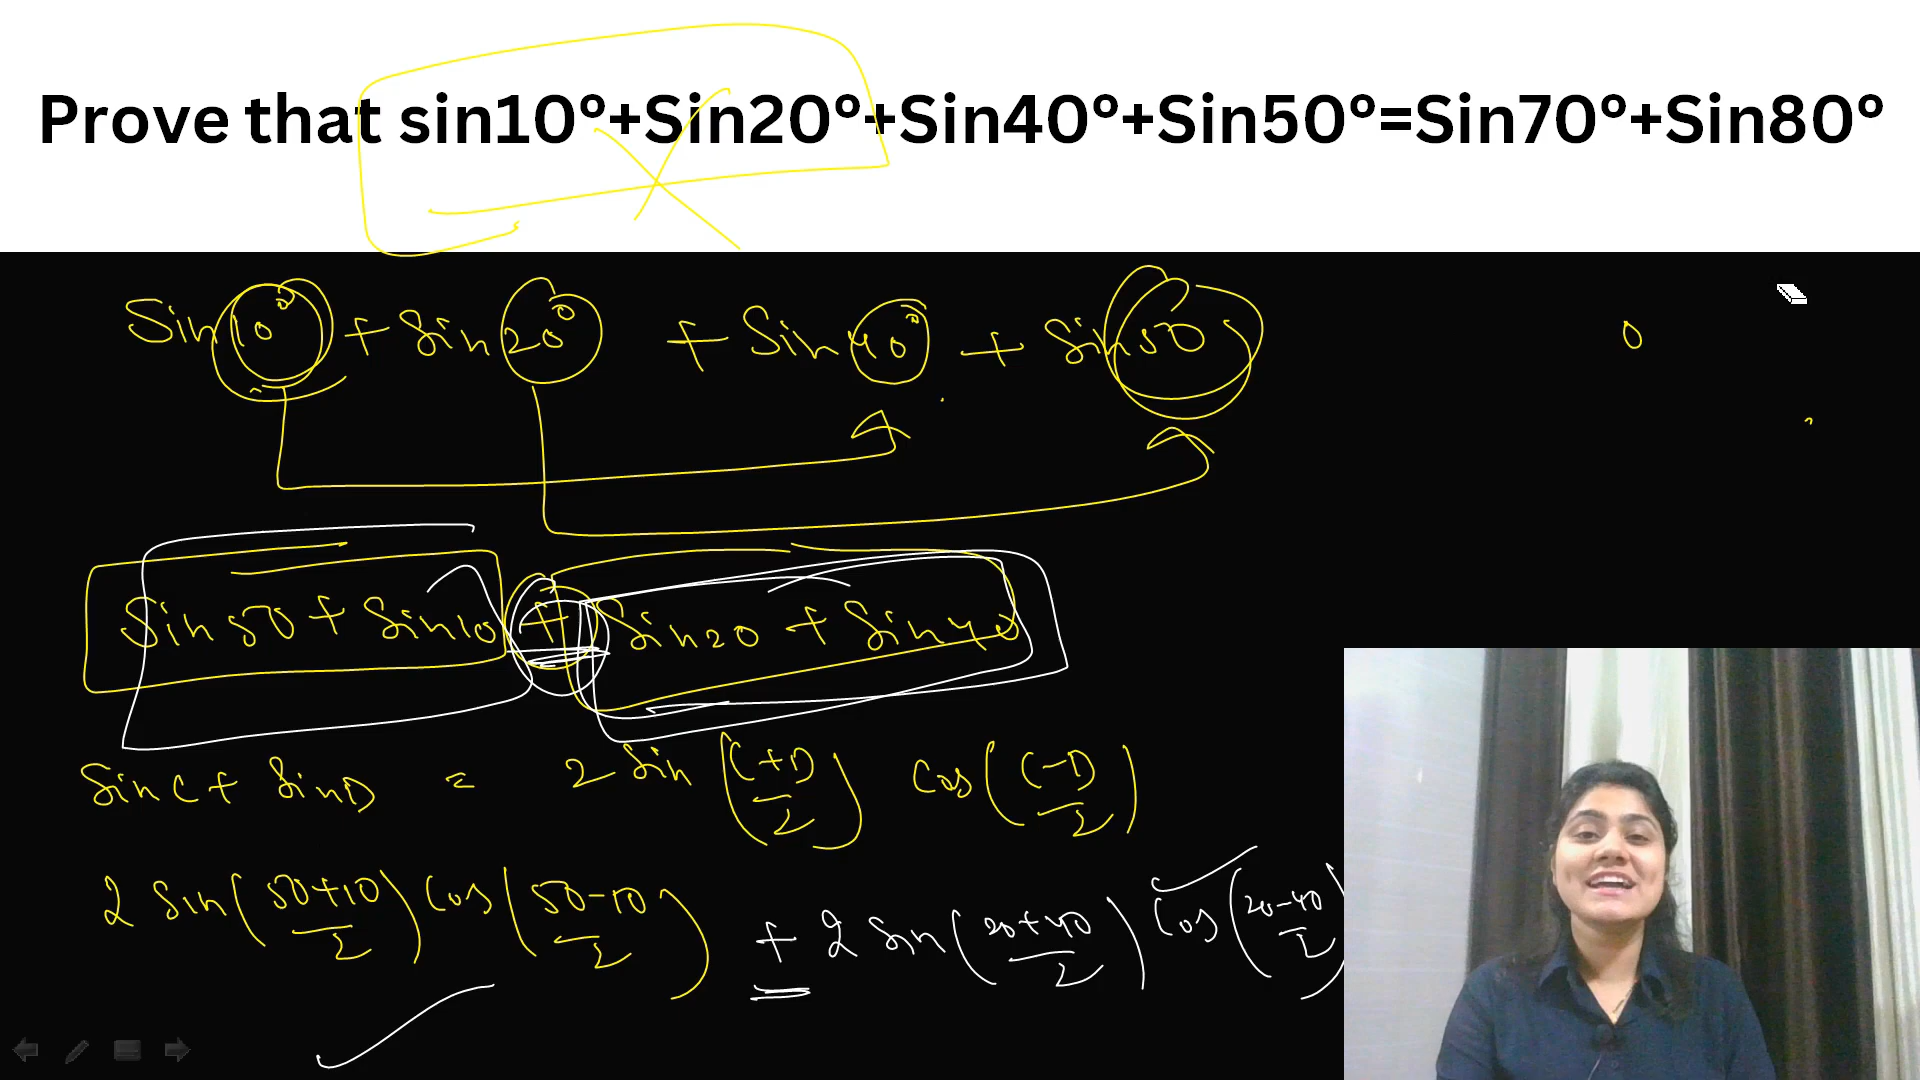 Prove that sin10°+Sin20°+Sin40°+Sin50°=Sin70°+Sin80°
Sin10° + Sin20° + Sin40° + Sin50
Sin50 + Sin10 + Sin20 + Sin40
SinC + SinD = 2 Sin (C+D/2) Cos (C-D/2)
2 Sin (50+10/2) Cos (50-10/2) + 2 Sin (20+40/2) Cos (20-40/2